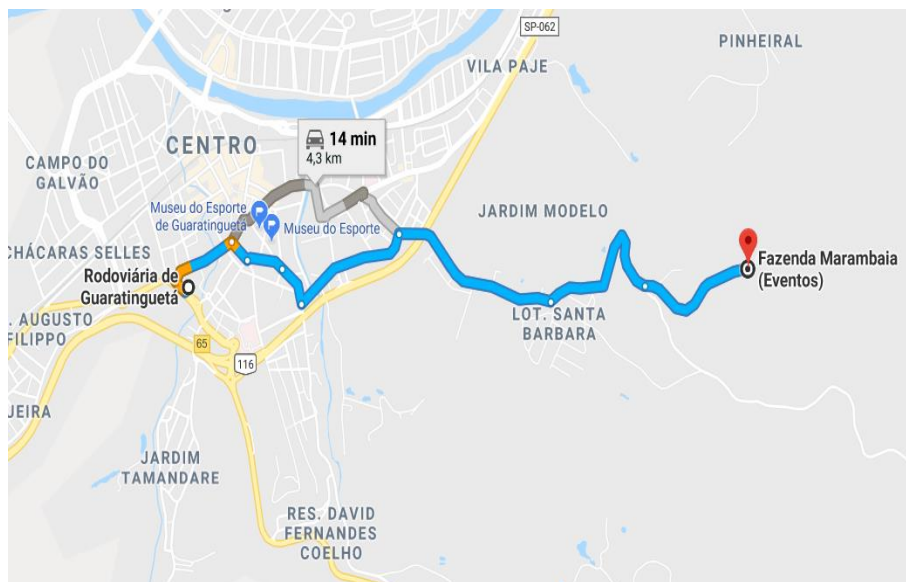 SP-062
PINHEIRAL
VILA PAJE
14 min
4,3 km
CENTRO
CAMPO DO
GALVÃO
Museu do Esporte
de Guaratinguetá
Museu do Esporte
JARDIM MODELO
CHÁCARAS SELLES
Rodoviária de
Guaratinguetá
Fazenda Marambaia
(Eventos)
. AUGUSTO
FILIPPO
LOT. SANTA
BARBARA
65
116
UEIRA
JARDIM
TAMANDARE
RES. DAVID
FERNANDES
COELHO